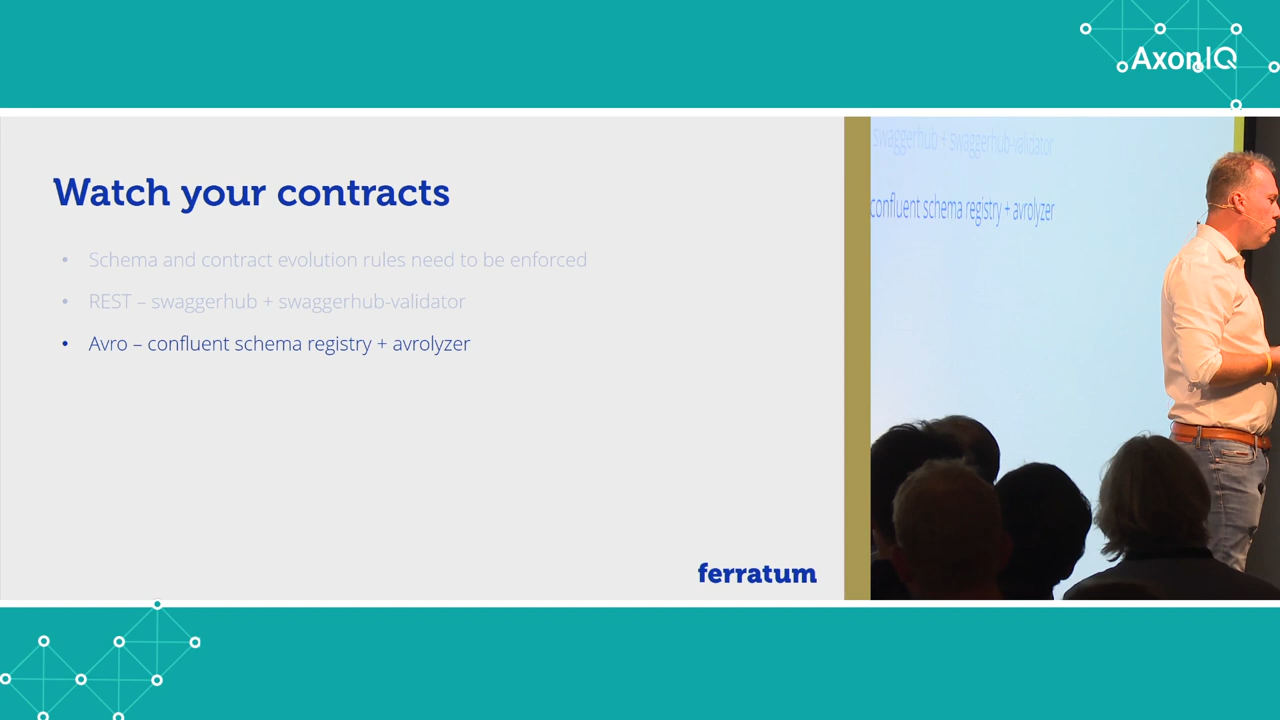 AxonIQ
Watch your contracts
• Schema and contract evolution rules need to be enforced
• REST – swaggerhub + swaggerhub-validator
• Avro – confluent schema registry + avrolyzer
ferratum
swaggerhub + swaggerhub-validator
confluent schema registry + avrolyzer